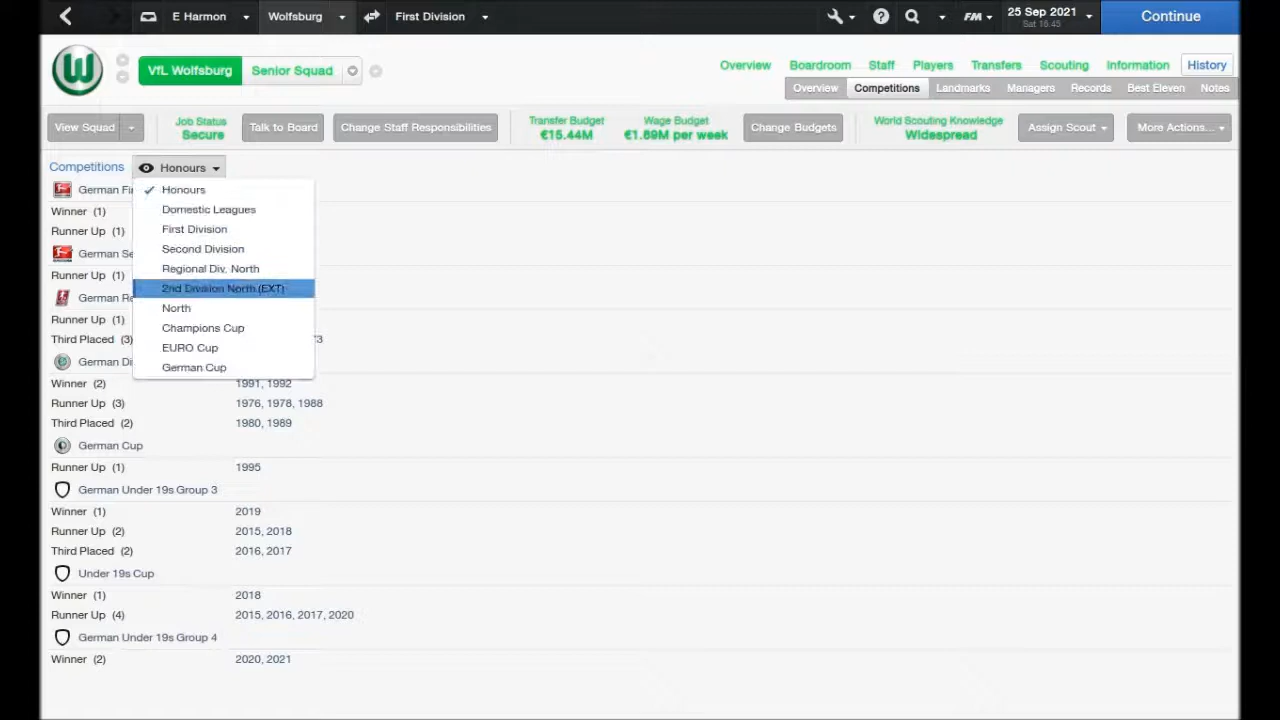 E Harmon Wolfsburg First Division FM 25 Sep 2021 Continue
Sat 16.45
VfL Wolfsburg Senior Squad Overview Boardroom Staff Players Transfers Scouting Information History
Overview Competitions Landmarks Managers Records Best Eleven Notes
View Squad Job Status Secure Talk to Board Change Staff Responsibilities Transfer Budget €15.44M Wage Budget €1.89M per week Change Budgets World Scouting Knowledge Widespread Assign Scout More Actions...
Competitions Honours
German Fi Honours
Winner (1) Domestic Leagues
Runner Up (1) First Division
German Se Second Division
Runner Up (1) Regional Div. North
German Re 2nd Division North (EXT)
Runner Up (1) North
Third Placed (3) Champions Cup 73
German Di EURO Cup
German Cup
Winner (2) 1991, 1992
Runner Up (3) 1976, 1978, 1988
Third Placed (2) 1980, 1989
German Cup
Runner Up (1) 1995
German Under 19s Group 3
Winner (1) 2019
Runner Up (2) 2015, 2018
Third Placed (2) 2016, 2017
Under 19s Cup
Winner (1) 2018
Runner Up (4) 2015, 2016, 2017, 2020
German Under 19s Group 4
Winner (2) 2020, 2021